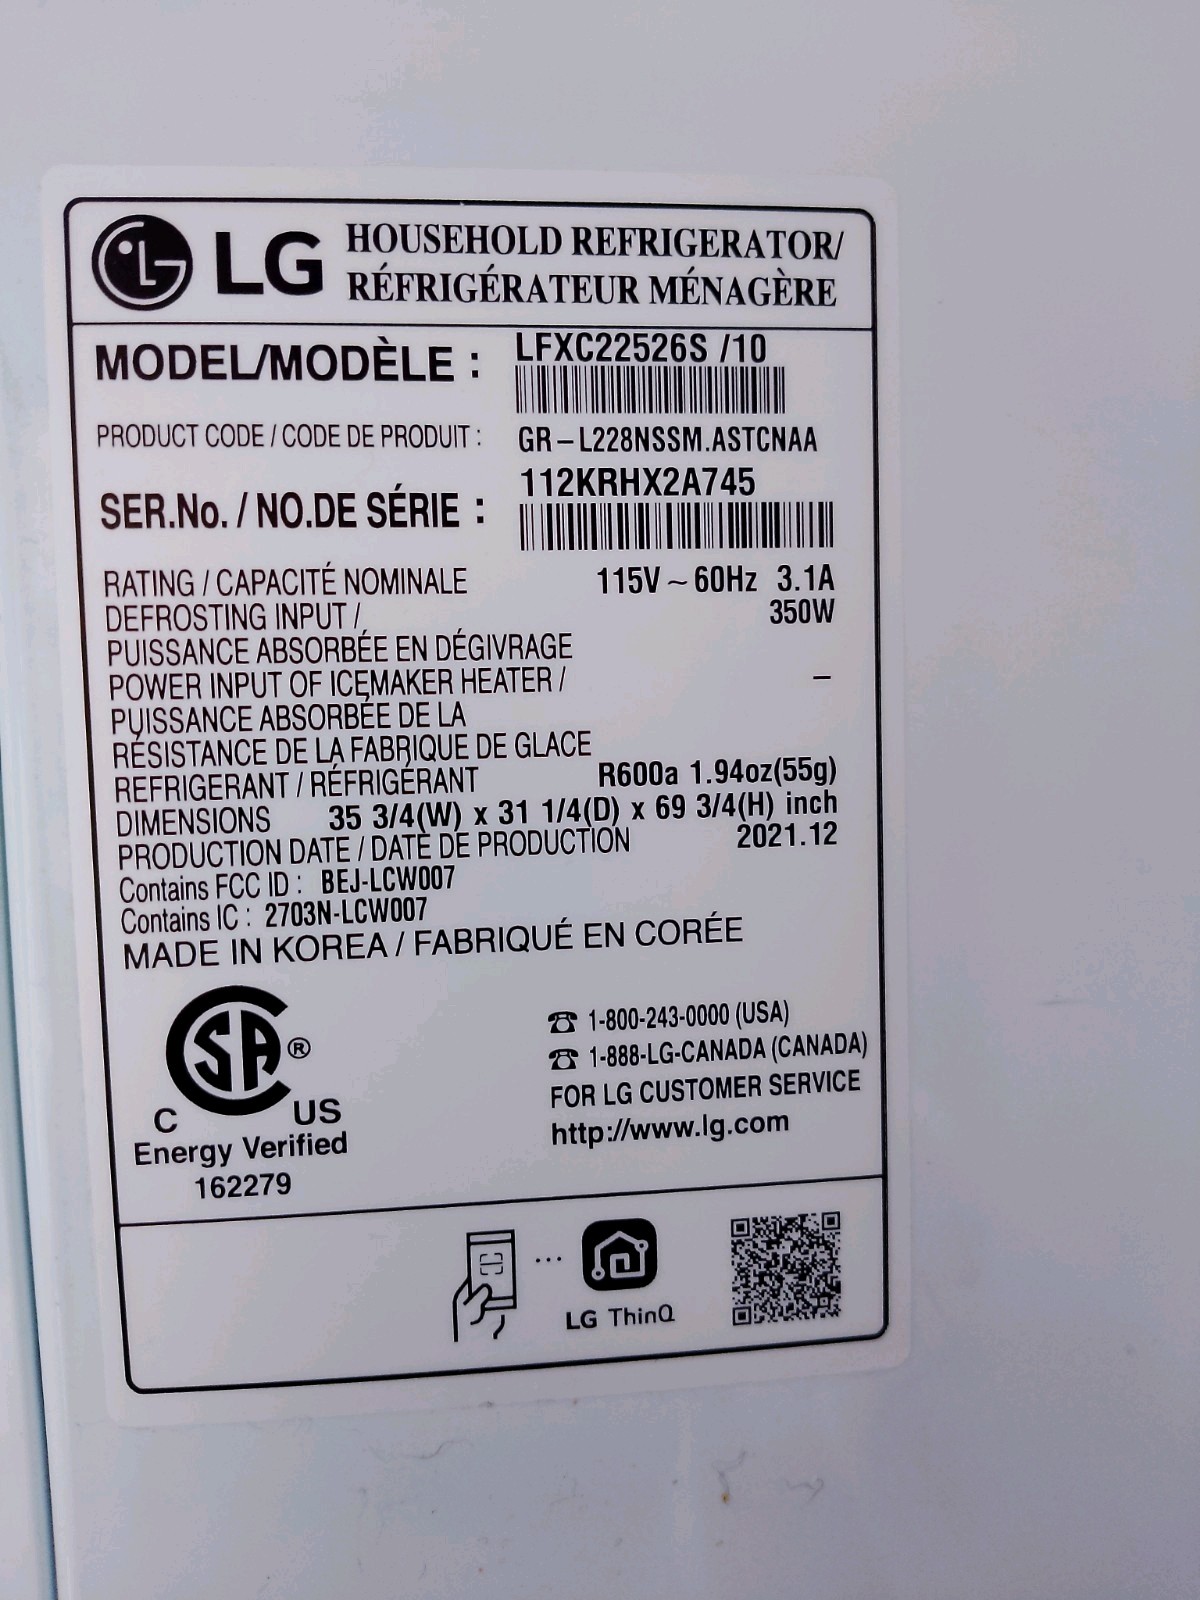 LG HOUSEHOLD REFRIGERATOR/
RÉFRIGÉRATEUR MÉNAGÈRE
MODEL/MODÈLE : LFXC22526S /10
PRODUCT CODE / CODE DE PRODUIT : GR-L228NSSM.ASTCNAA
SER.No. / NO.DE SÉRIE : 112KRHX2A745
RATING / CAPACITÉ NOMINALE 115V ~ 60Hz 3.1A
DEFROSTING INPUT / 350W
PUISSANCE ABSORBÉE EN DÉGIVRAGE
POWER INPUT OF ICEMAKER HEATER / –
PUISSANCE ABSORBÉE DE LA
RÉSISTANCE DE LA FABRIQUE DE GLACE
REFRIGERANT / RÉFRIGÉRANT R600a 1.94oz(55g)
DIMENSIONS 35 3/4(W) x 31 1/4(D) x 69 3/4(H) inch
PRODUCTION DATE / DATE DE PRODUCTION 2021.12
Contains FCC ID : BEJ-LCW007
Contains IC : 2703N-LCW007
MADE IN KOREA / FABRIQUÉ EN CORÉE
CSA®
C US
Energy Verified
162279
☎ 1-800-243-0000 (USA)
☎ 1-888-LG-CANADA (CANADA)
FOR LG CUSTOMER SERVICE
http://www.lg.com
LG ThinQ